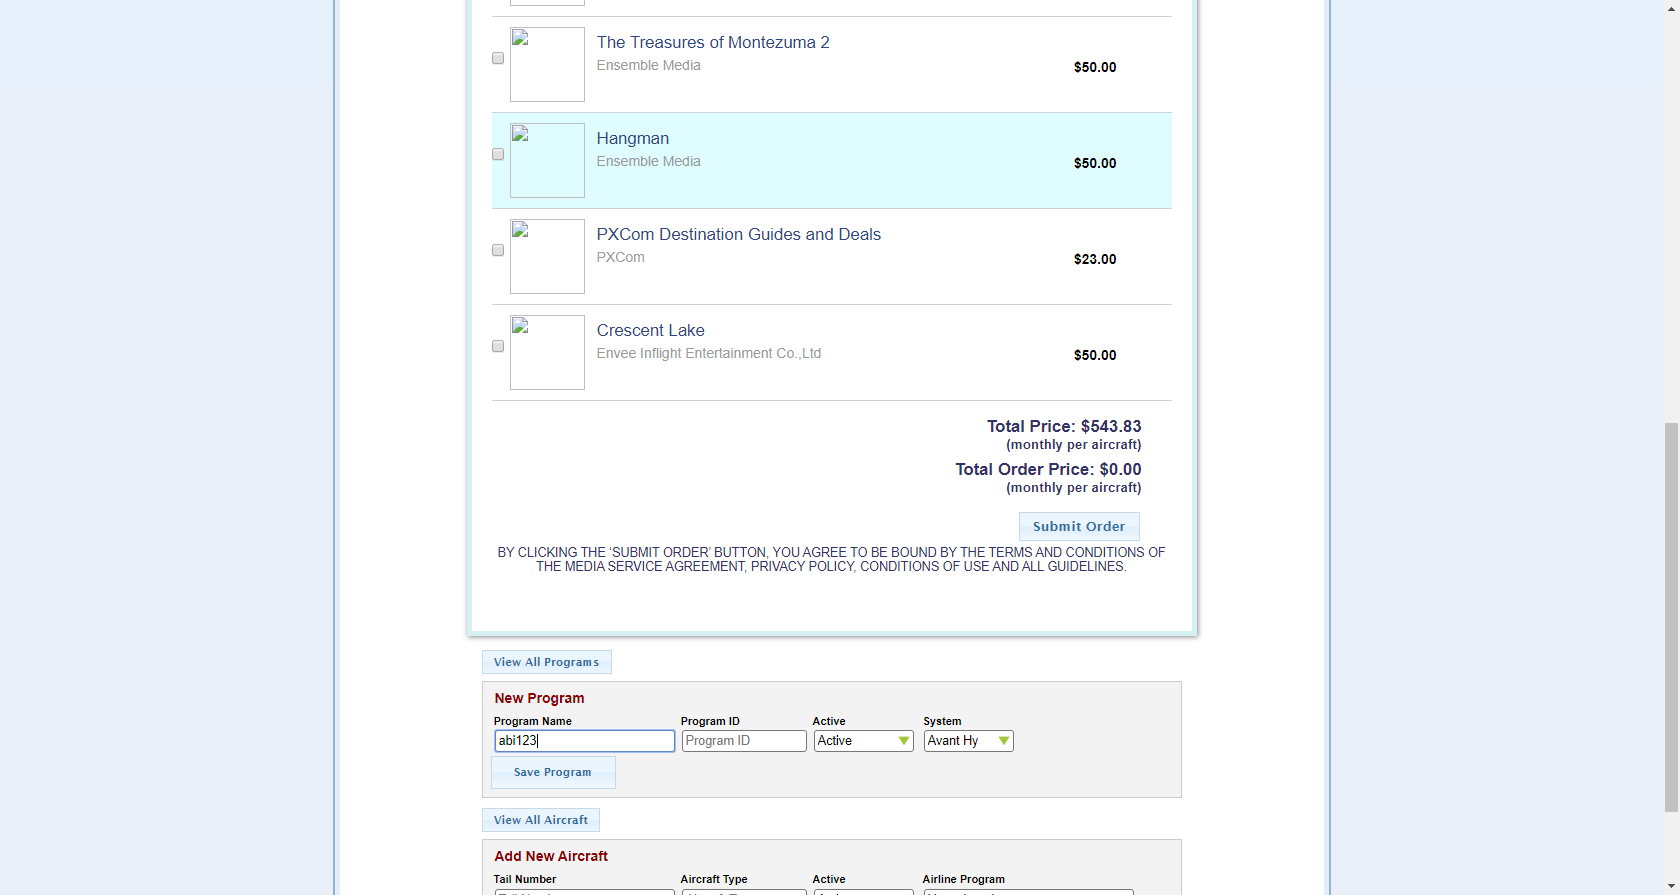 The Treasures of Montezuma 2
Ensemble Media
$50.00
Hangman
Ensemble Media
$50.00
PXCom Destination Guides and Deals
PXCom
$23.00
Crescent Lake
Envee Inflight Entertainment Co.,Ltd
$50.00
Total Price: $543.83
(monthly per aircraft)
Total Order Price: $0.00
(monthly per aircraft)
Submit Order
BY CLICKING THE ‘SUBMIT ORDER’ BUTTON, YOU AGREE TO BE BOUND BY THE TERMS AND CONDITIONS OF
THE MEDIA SERVICE AGREEMENT, PRIVACY POLICY, CONDITIONS OF USE AND ALL GUIDELINES.
View All Programs
New Program
Program Name Program ID Active System
abi123 Program ID Active Avant Hy
Save Program
View All Aircraft
Add New Aircraft
Tail Number Aircraft Type Active Airline Program